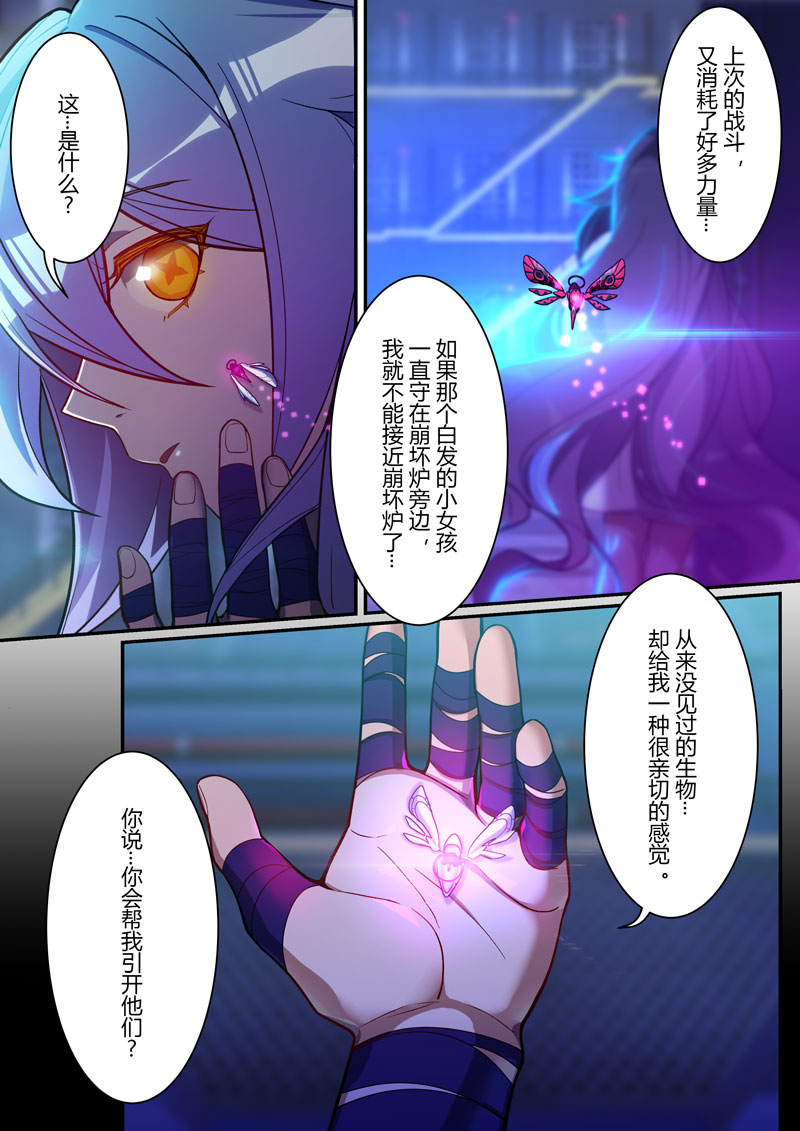 上次的战斗，
又消耗了好多力量…
如果那个白发的小女孩
一直守在崩坏炉旁边，
我就不能接近崩坏炉了…
这…是什么？
从来没见过的生物…
却给我一种很亲切的感觉。
你说…你会帮我引开他们？